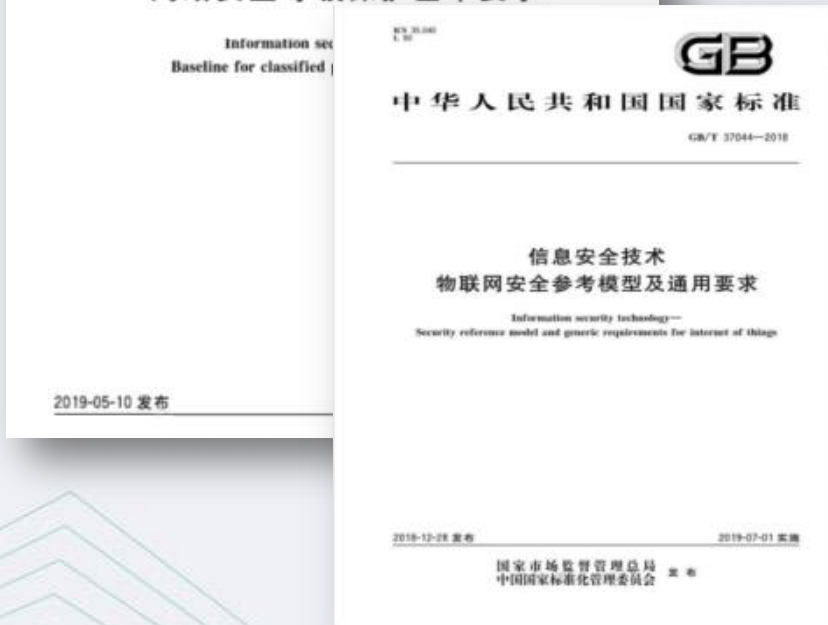 Information sec
Baseline for classified
2019-05-10 发布
ICS 35.040
L 80
GB
中华人民共和国国家标准
GB/T 37044—2018
信息安全技术
物联网安全参考模型及通用要求
Information security technology—
Security reference model and generic requirements for internet of things
2018-12-28 发布
2019-07-01 实施
国家市场监督管理总局
中国国家标准化管理委员会
发布